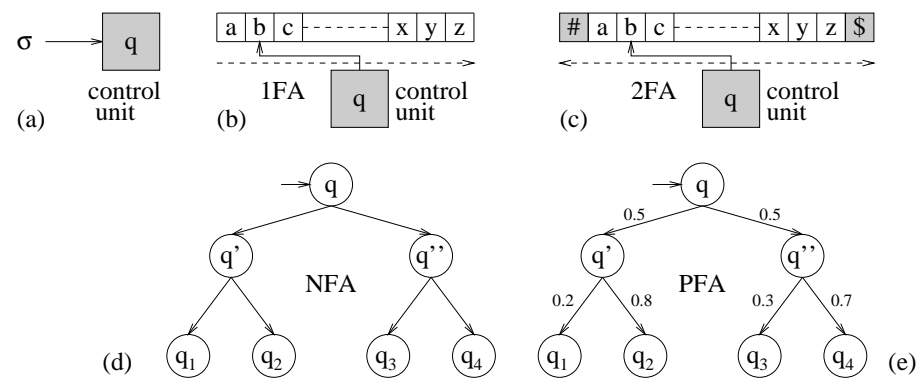 σ q
control
unit
(a)
a b c x y z
1FA
q
control
unit
(b)
# a b c x y z $
2FA
q
control
unit
(c)
q
q' q''
NFA
q1 q2 q3 q4
(d)
q
0.5 0.5
q' q''
0.2 0.8 PFA 0.3 0.7
q1 q2 q3 q4
(e)